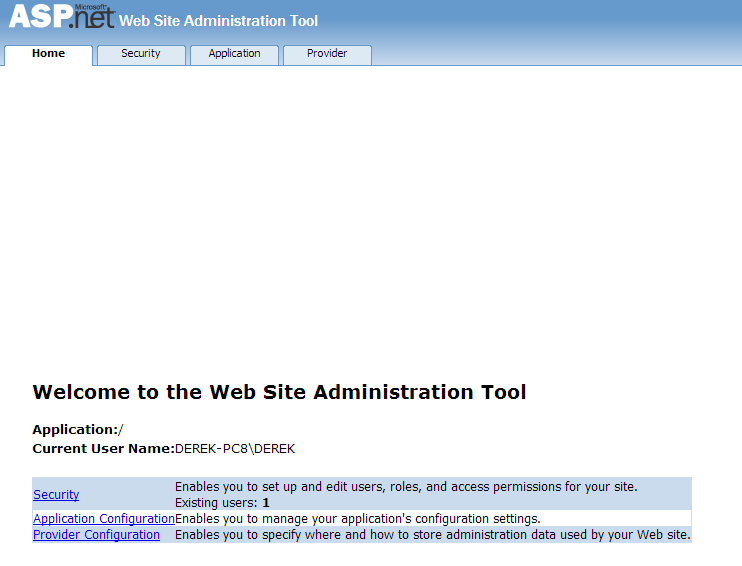 Microsoft®
ASP.net Web Site Administration Tool
Home Security Application Provider
Welcome to the Web Site Administration Tool
Application:/
Current User Name:DEREK-PC8\DEREK
Security Enables you to set up and edit users, roles, and access permissions for your site.
Existing users: 1
Application Configuration Enables you to manage your application's configuration settings.
Provider Configuration Enables you to specify where and how to store administration data used by your Web site.